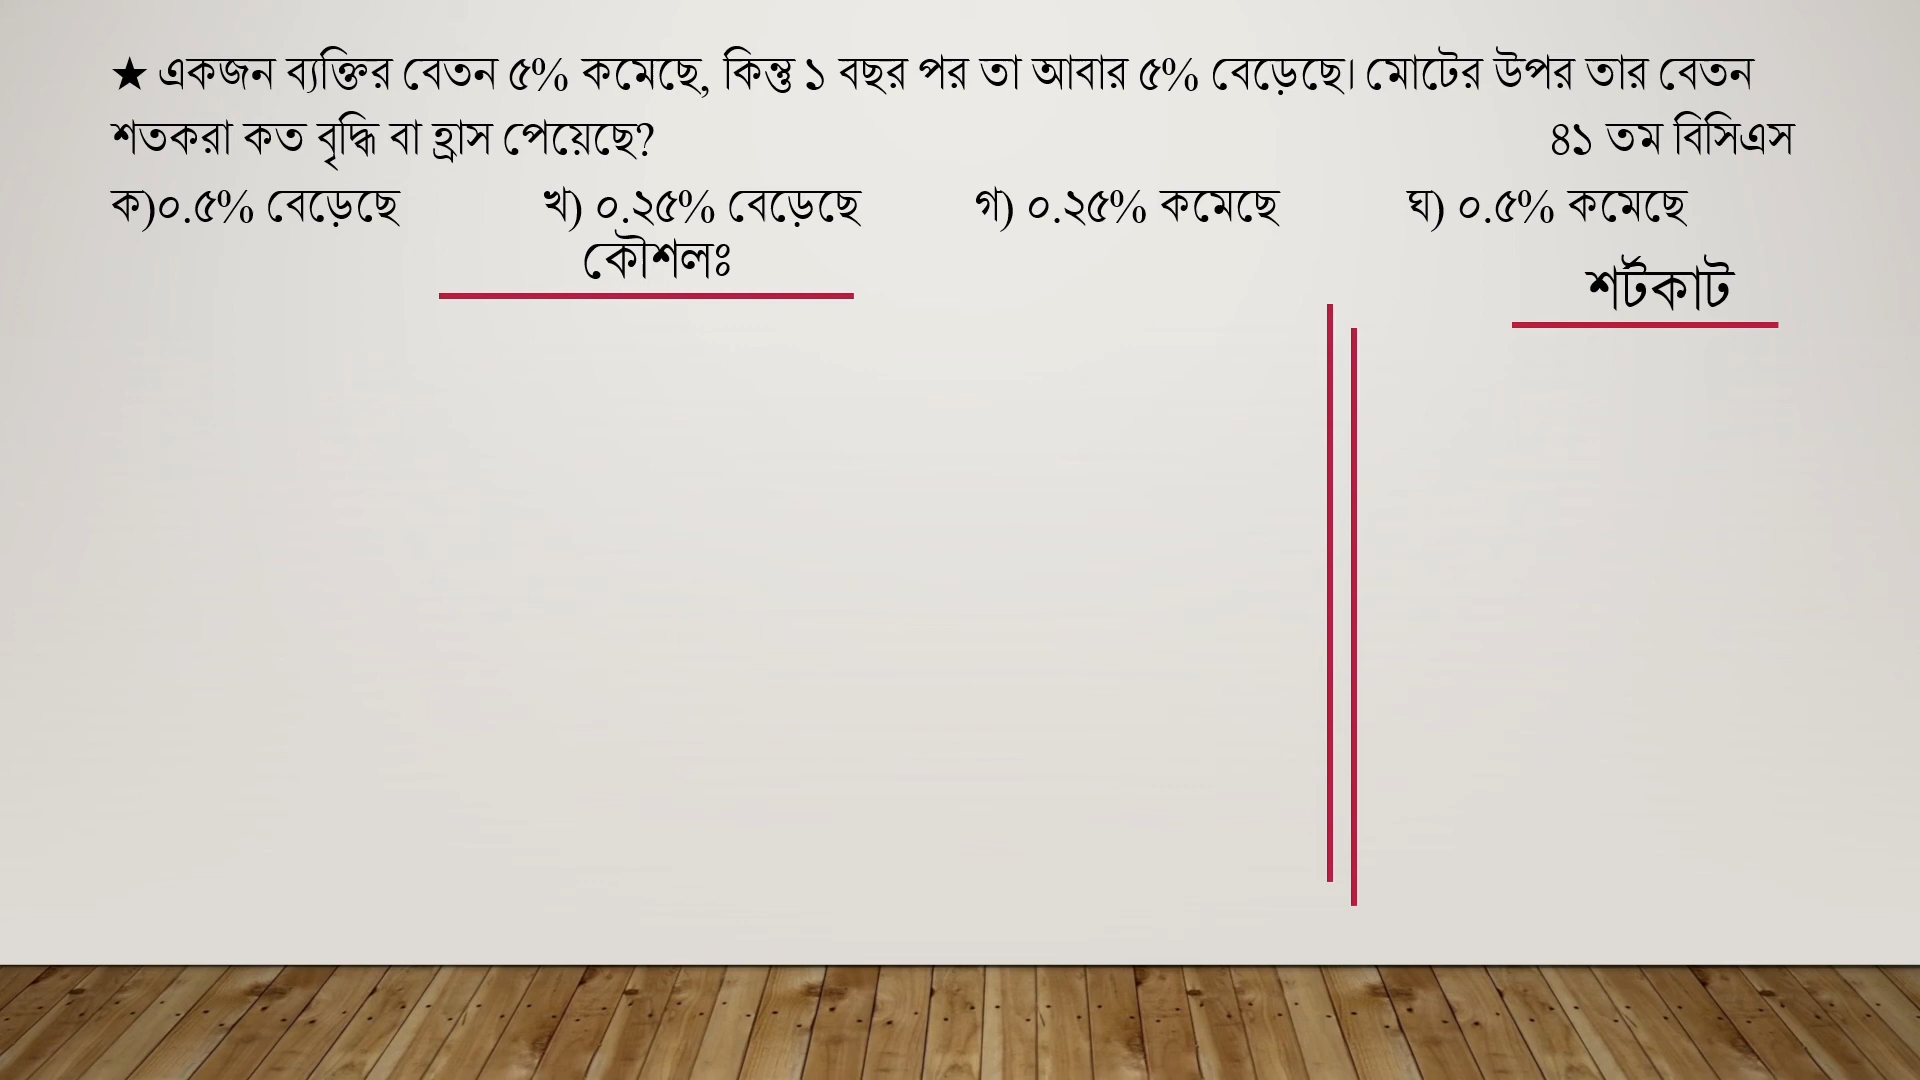 ★ একজন ব্যক্তির বেতন ৫% কমেছে, কিন্তু ১ বছর পর তা আবার ৫% বেড়েছে। মোটের উপর তার বেতন
শতকরা কত বৃদ্ধি বা হ্রাস পেয়েছে? ৪১ তম বিসিএস
ক)০.৫% বেড়েছে খ) ০.২৫% বেড়েছে গ) ০.২৫% কমেছে ঘ) ০.৫% কমেছে
কৌশলঃ
শর্টকাট